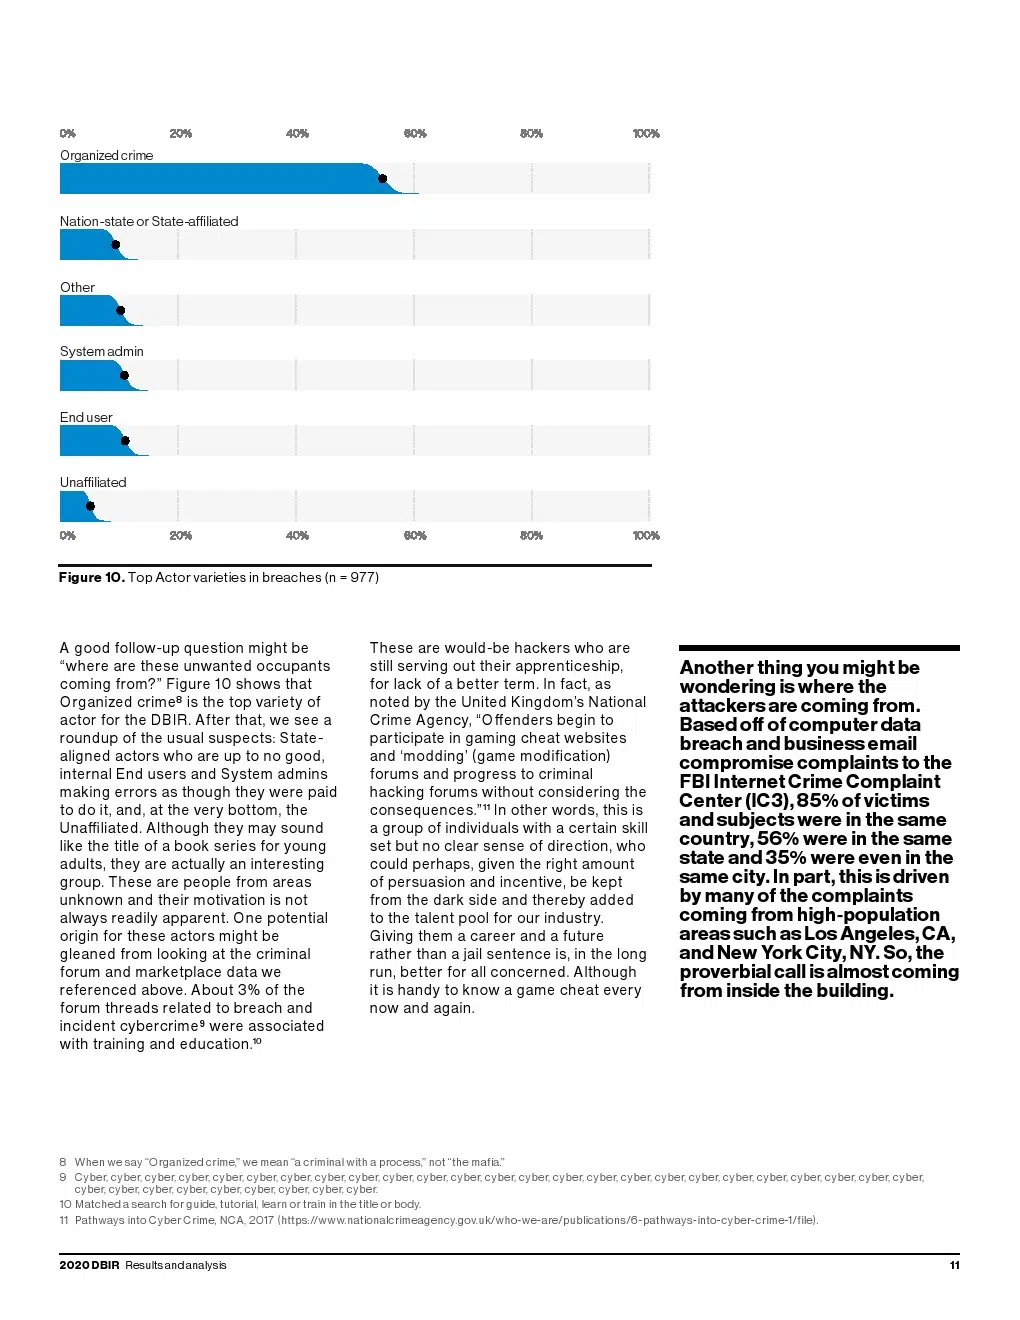 0% 20% 40% 60% 80% 100%
Organized crime
Nation-state or State-affiliated
Other
System admin
End user
Unaffiliated
0% 20% 40% 60% 80% 100%
Figure 10. Top Actor varieties in breaches (n = 977)
A good follow-up question might be
“where are these unwanted occupants
coming from?” Figure 10 shows that
Organized crime⁸ is the top variety of
actor for the DBIR. After that, we see a
roundup of the usual suspects: State-
aligned actors who are up to no good,
internal End users and System admins
making errors as though they were paid
to do it, and, at the very bottom, the
Unaffiliated. Although they may sound
like the title of a book series for young
adults, they are actually an interesting
group. These are people from areas
unknown and their motivation is not
always readily apparent. One potential
origin for these actors might be
gleaned from looking at the criminal
forum and marketplace data we
referenced above. About 3% of the
forum threads related to breach and
incident cybercrime⁹ were associated
with training and education.¹⁰
These are would-be hackers who are
still serving out their apprenticeship,
for lack of a better term. In fact, as
noted by the United Kingdom’s National
Crime Agency, “Offenders begin to
participate in gaming cheat websites
and ‘modding’ (game modification)
forums and progress to criminal
hacking forums without considering the
consequences.”¹¹ In other words, this is
a group of individuals with a certain skill
set but no clear sense of direction, who
could perhaps, given the right amount
of persuasion and incentive, be kept
from the dark side and thereby added
to the talent pool for our industry.
Giving them a career and a future
rather than a jail sentence is, in the long
run, better for all concerned. Although
it is handy to know a game cheat every
now and again.
Another thing you might be
wondering is where the
attackers are coming from.
Based off of computer data
breach and business email
compromise complaints to the
FBI Internet Crime Complaint
Center (IC3), 85% of victims
and subjects were in the same
country, 56% were in the same
state and 35% were even in the
same city. In part, this is driven
by many of the complaints
coming from high-population
areas such as Los Angeles, CA,
and New York City, NY. So, the
proverbial call is almost coming
from inside the building.
8 When we say “Organized crime,” we mean “a criminal with a process,” not “the mafia.”
9 Cyber, cyber, cyber, cyber, cyber, cyber, cyber, cyber, cyber, cyber, cyber, cyber, cyber, cyber, cyber, cyber, cyber, cyber, cyber, cyber, cyber, cyber, cyber, cyber, cyber,
cyber, cyber, cyber, cyber, cyber, cyber, cyber, cyber, cyber.
10 Matched a search for guide, tutorial, learn or train in the title or body.
11 Pathways into Cyber Crime, NCA, 2017 (https://www.nationalcrimeagency.gov.uk/who-we-are/publications/6-pathways-into-cyber-crime-1/file).
2020 DBIR Results and analysis 11